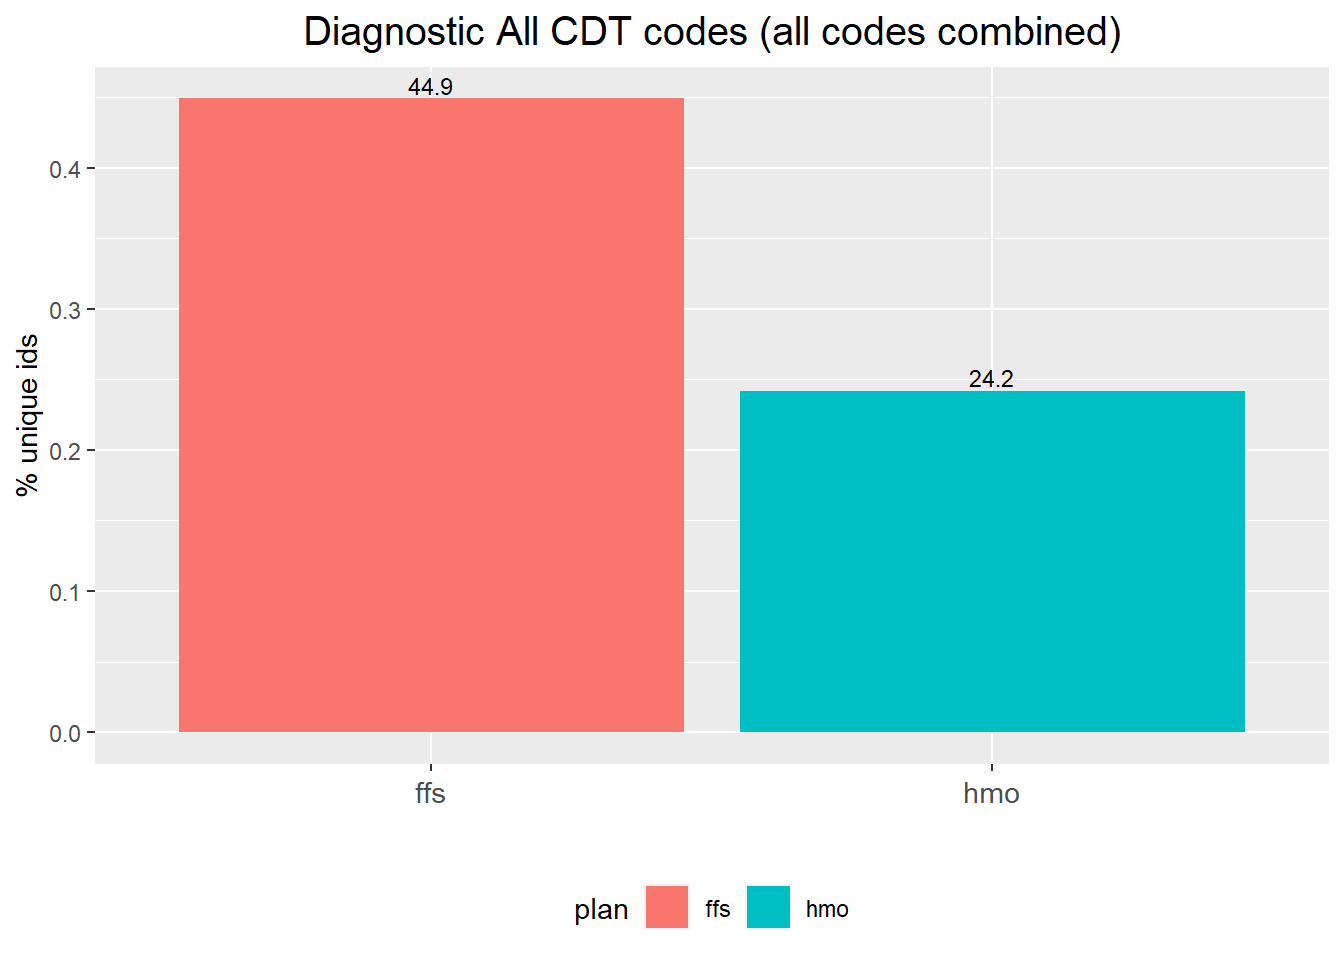 Diagnostic All CDT codes (all codes combined)
44.9
24.2
0.4
0.3
0.2
0.1
0.0
% unique ids
ffs hmo
plan ffs hmo